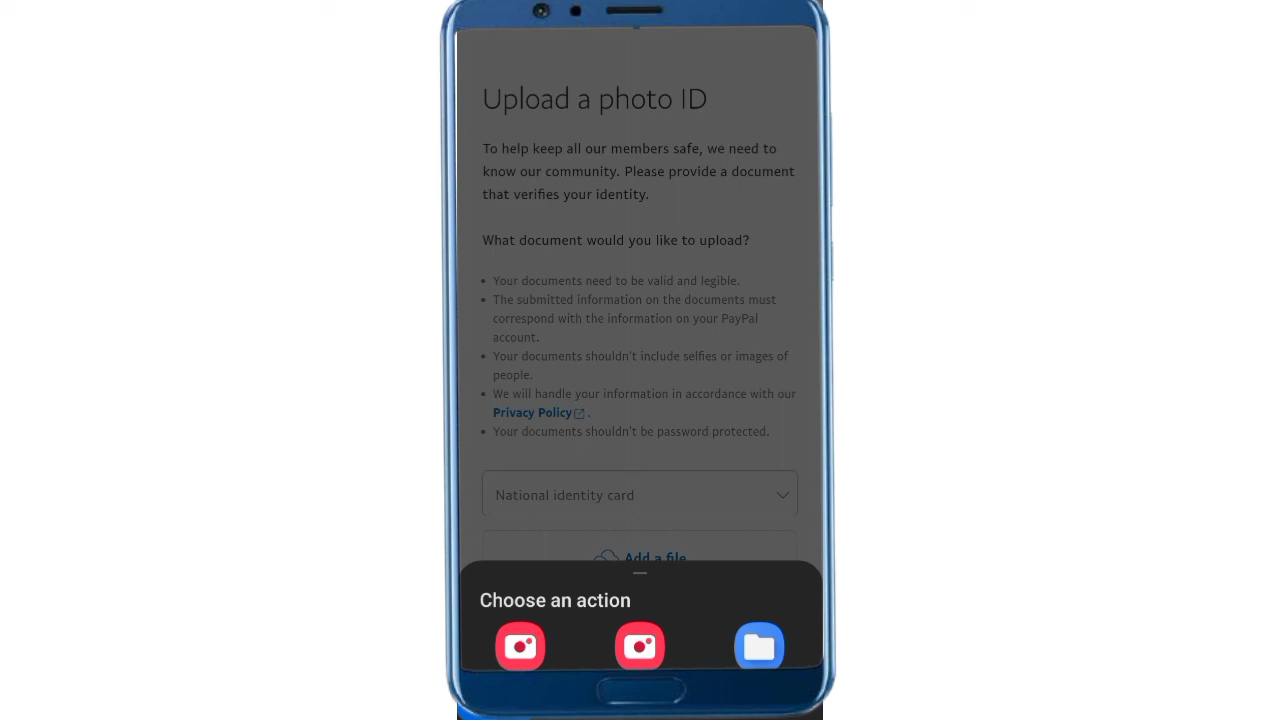 Upload a photo ID
To help keep all our members safe, we need to
know our community. Please provide a document
that verifies your identity.
What document would you like to upload?
• Your documents need to be valid and legible.
• The submitted information on the documents must
correspond with the information on your PayPal
account.
• Your documents shouldn't include selfies or images of
people.
• We will handle your information in accordance with our
Privacy Policy .
• Your documents shouldn't be password protected.
National identity card
Add a file
Choose an action